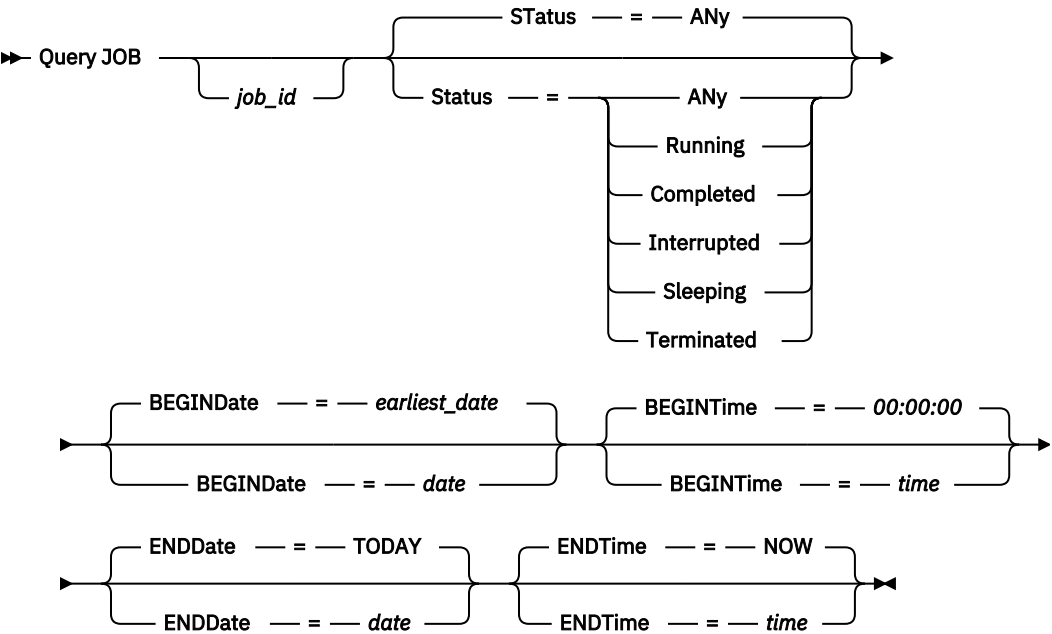 STatus = ANy
Query JOB
job_id
Status = ANy
Running
Completed
Interrupted
Sleeping
Terminated
BEGINDate = earliest_date
BEGINTime = 00:00:00
BEGINDate = date
BEGINTime = time
ENDDate = TODAY
ENDTime = NOW
ENDDate = date
ENDTime = time